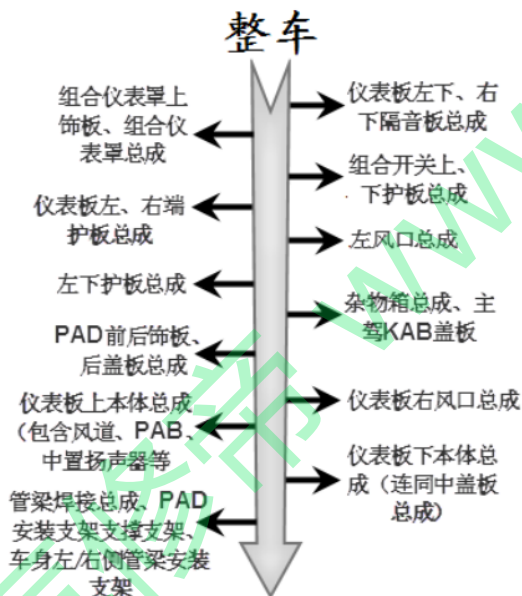 整车
仪表板左下、右
下隔音板总成
组合仪表罩上
饰板、组合仪
表罩总成
组合开关上、
下护板总成
仪表板左、右端
护板总成
左风口总成
左下护板总成
杂物箱总成、主
驾KAB盖板
PAD前后饰板、
后盖板总成
仪表板右风口总成
仪表板上本体总成
（包含风道、PAB、
中置扬声器等
仪表板下本体总
成（连同中盖板
总成）
管梁焊接总成、PAD
安装支架支撑支架、
车身左/右侧管梁安装
支架